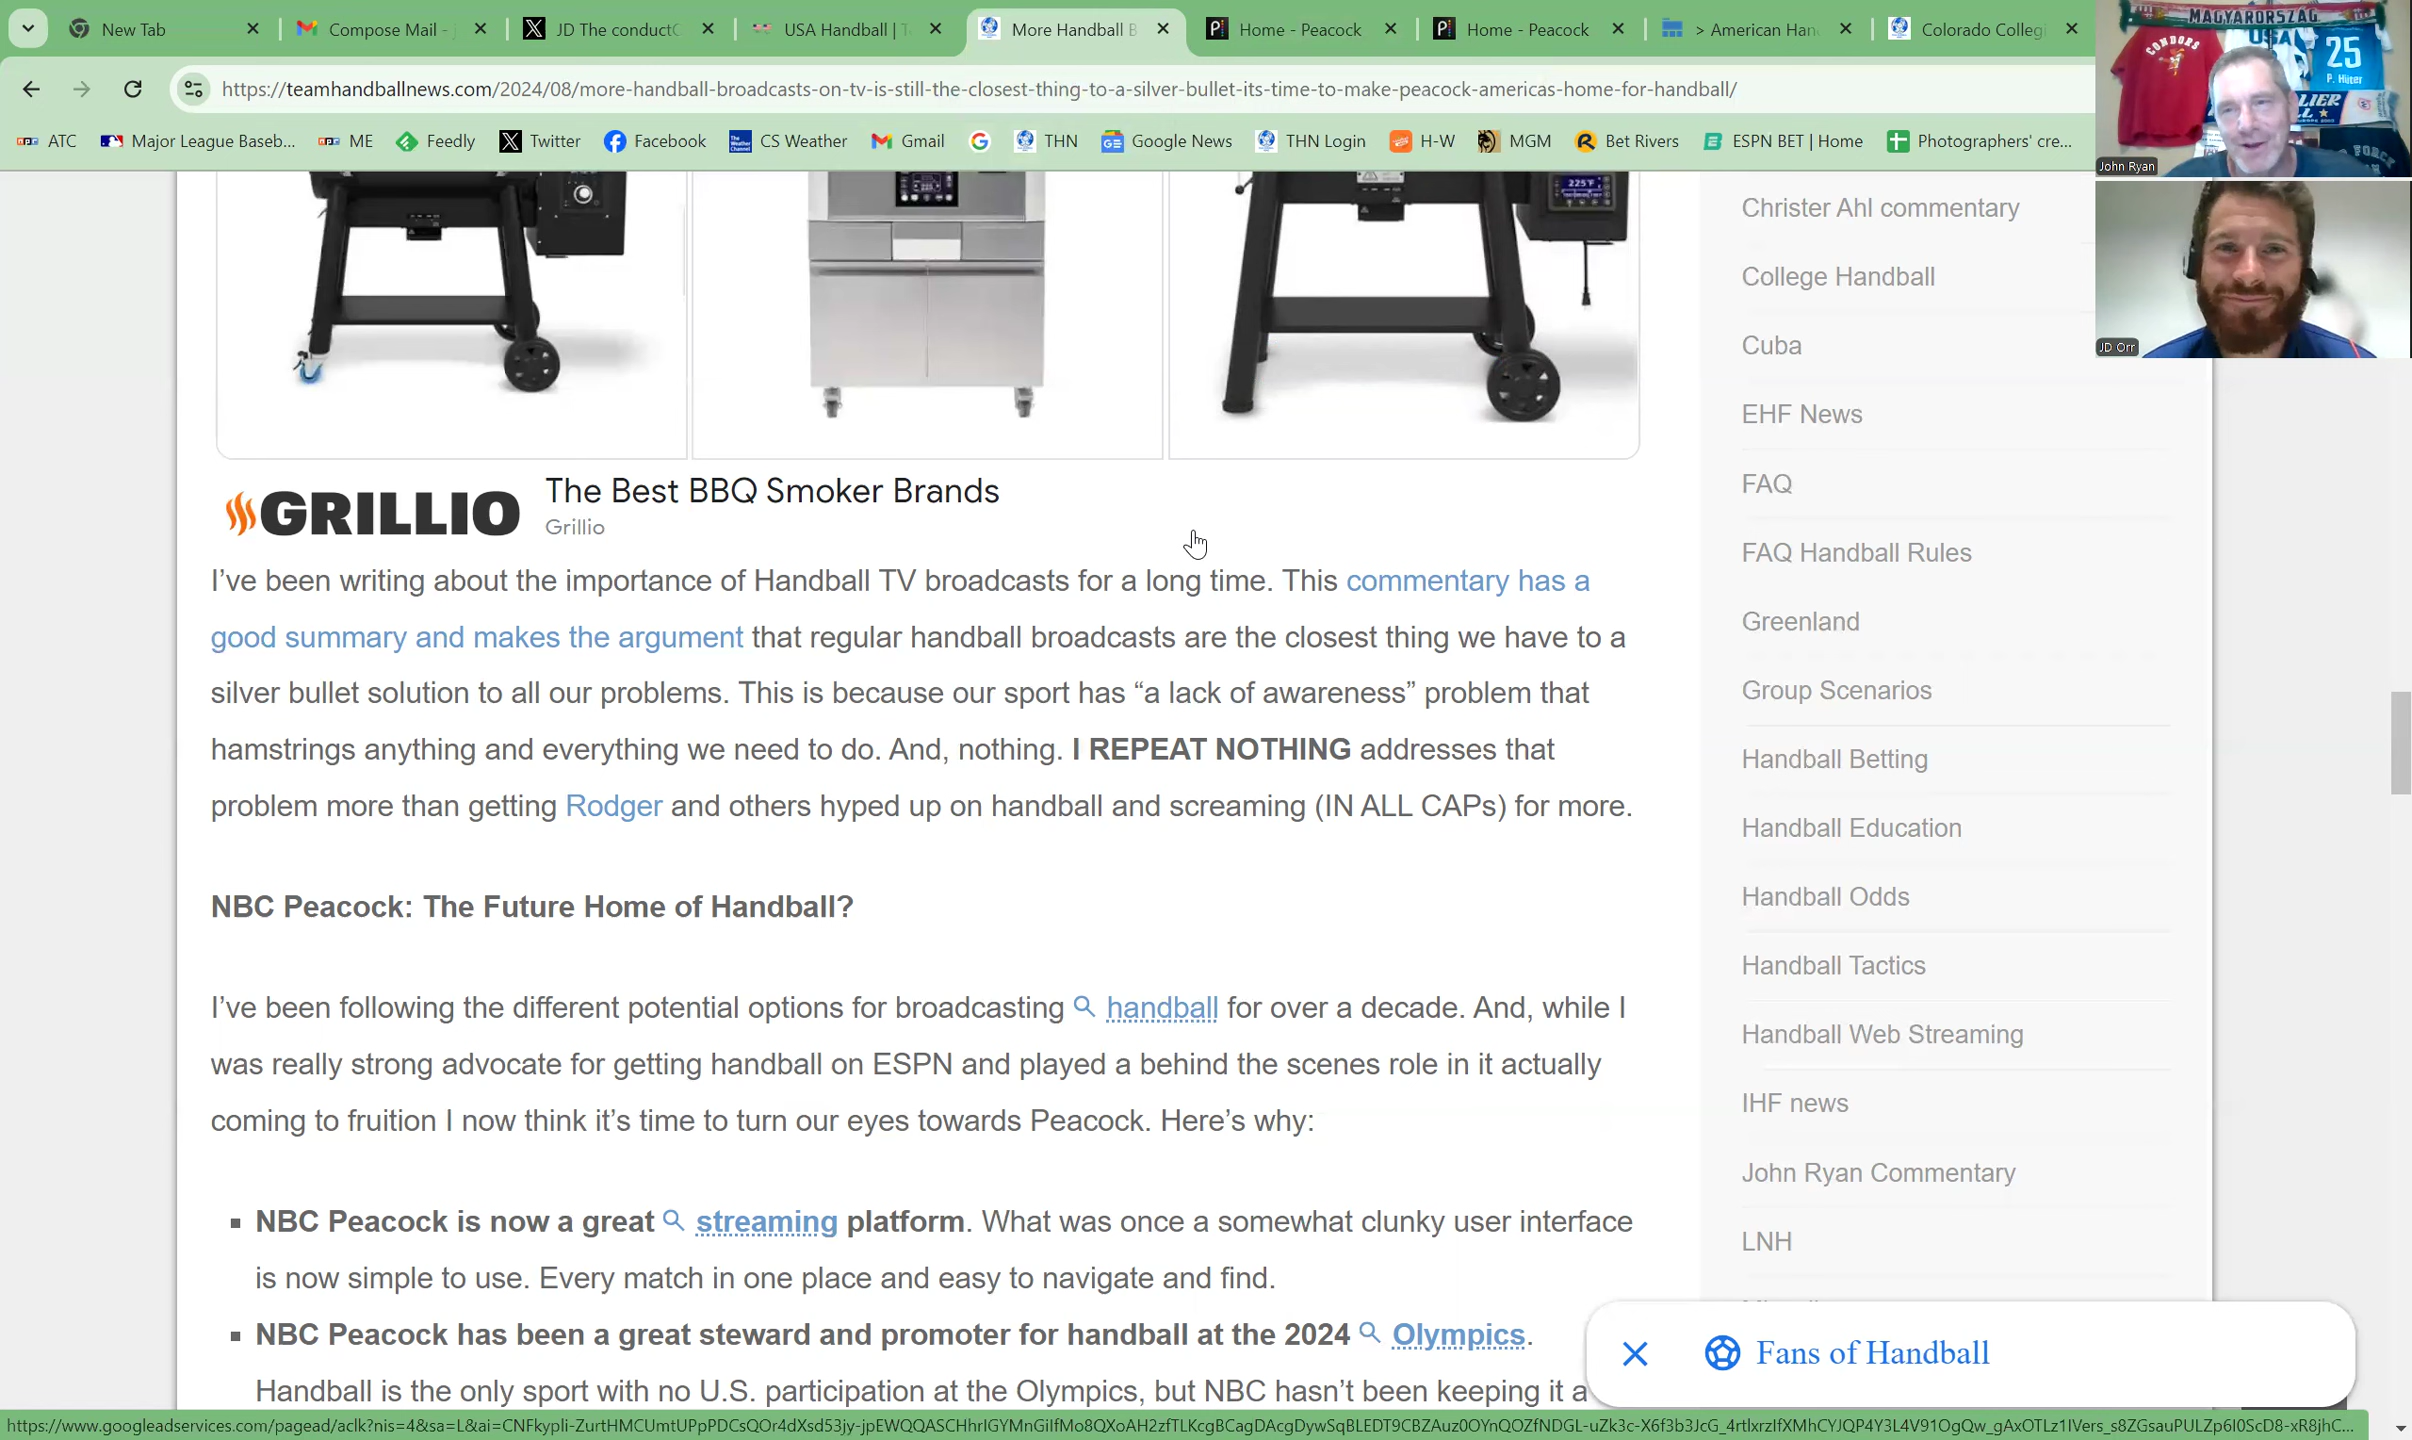 New Tab
Compose Mail -
JD The conduct
USA Handball | T
More Handball B
Home - Peacock
Home - Peacock
> American Han
Colorado Colleg
https://teamhandballnews.com/2024/08/more-handball-broadcasts-on-tv-is-still-the-closest-thing-to-a-silver-bullet-its-time-to-make-peacock-americas-home-for-handball/
ATC
Major League Baseb...
ME
Feedly
Twitter
Facebook
CS Weather
Gmail
THN
Google News
THN Login
H-W
MGM
Bet Rivers
ESPN BET | Home
Photographers' cre...
MAGYARORSZÁG
CONDORS
USA
25
P. Hüter
John Ryan
JD Orr
225°F
GRILLIO
The Best BBQ Smoker Brands
Grillio
I've been writing about the importance of Handball TV broadcasts for a long time. This commentary has a
good summary and makes the argument that regular handball broadcasts are the closest thing we have to a
silver bullet solution to all our problems. This is because our sport has “a lack of awareness” problem that
hamstrings anything and everything we need to do. And, nothing. I REPEAT NOTHING addresses that
problem more than getting Rodger and others hyped up on handball and screaming (IN ALL CAPs) for more.
NBC Peacock: The Future Home of Handball?
I've been following the different potential options for broadcasting handball for over a decade. And, while I
was really strong advocate for getting handball on ESPN and played a behind the scenes role in it actually
coming to fruition I now think it's time to turn our eyes towards Peacock. Here's why:
▪ NBC Peacock is now a great streaming platform. What was once a somewhat clunky user interface
is now simple to use. Every match in one place and easy to navigate and find.
▪ NBC Peacock has been a great steward and promoter for handball at the 2024 Olympics.
Handball is the only sport with no U.S. participation at the Olympics, but NBC hasn't been keeping it a
Christer Ahl commentary
College Handball
Cuba
EHF News
FAQ
FAQ Handball Rules
Greenland
Group Scenarios
Handball Betting
Handball Education
Handball Odds
Handball Tactics
Handball Web Streaming
IHF news
John Ryan Commentary
LNH
Fans of Handball